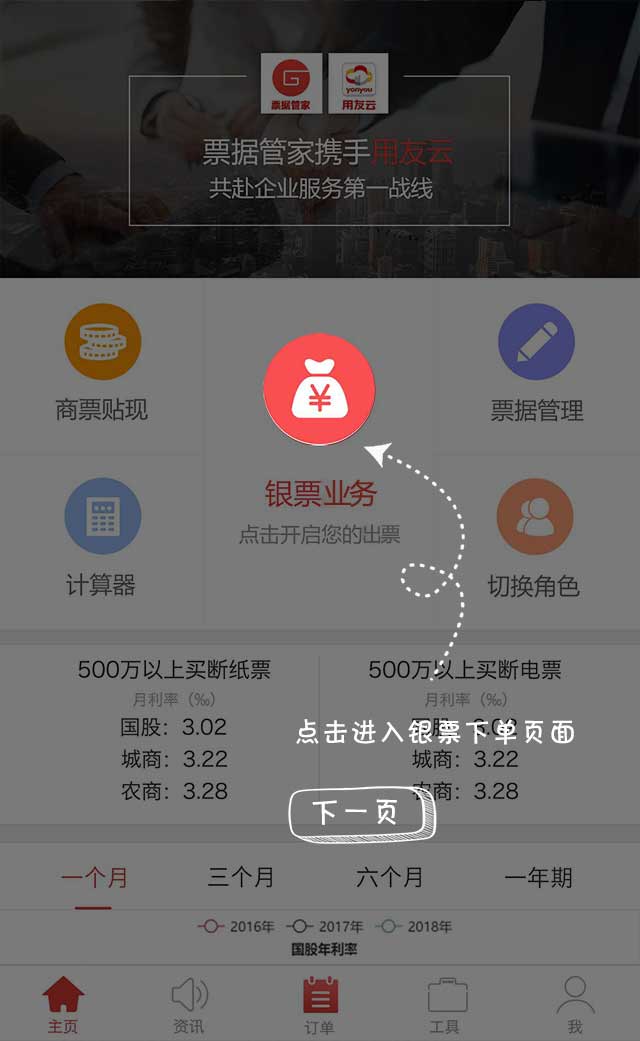 票据管家
yonyou
用友云
票据管家携手用友云
共赴企业服务第一战线
商票贴现
票据管理
银票业务
点击开启您的出票
计算器
切换角色
500万以上买断纸票
月利率（‰）
国股：3.02
城商：3.22
农商：3.28
500万以上买断电票
月利率（‰）
城商：3.22
农商：3.28
点击进入银票下单页面
下一页
一个月
三个月
六个月
一年期
2016年
2017年
2018年
国股年利率
主页
资讯
订单
工具
我